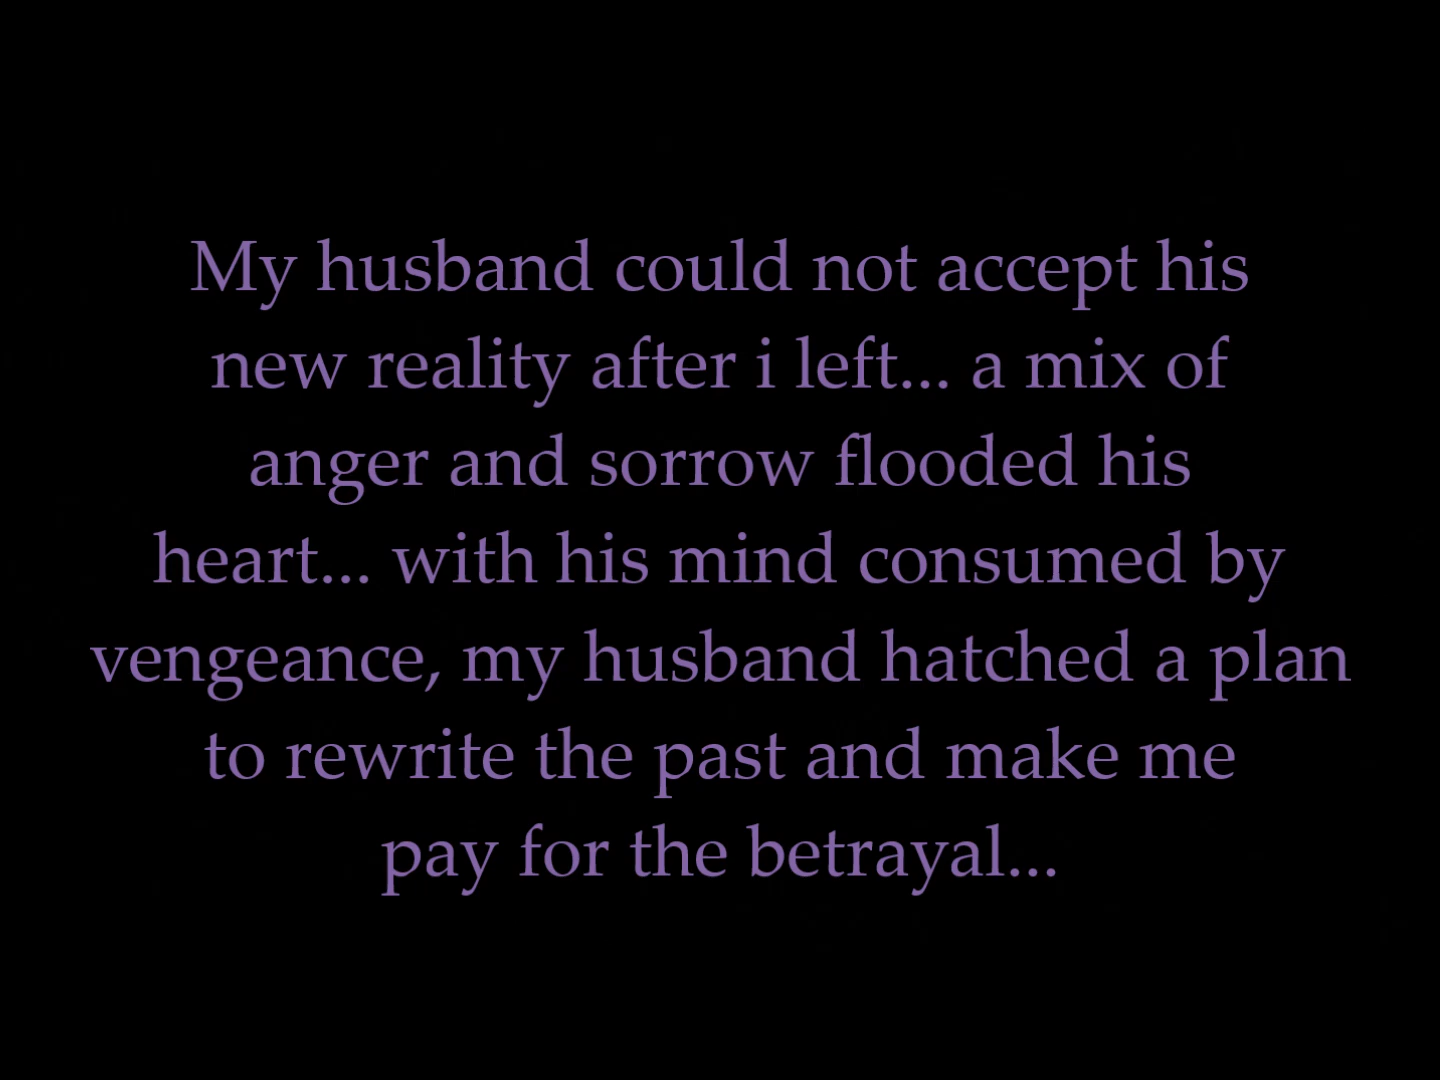 My husband could not accept his
new reality after i left... a mix of
anger and sorrow flooded his
heart... with his mind consumed by
vengeance, my husband hatched a plan
to rewrite the past and make me
pay for the betrayal...